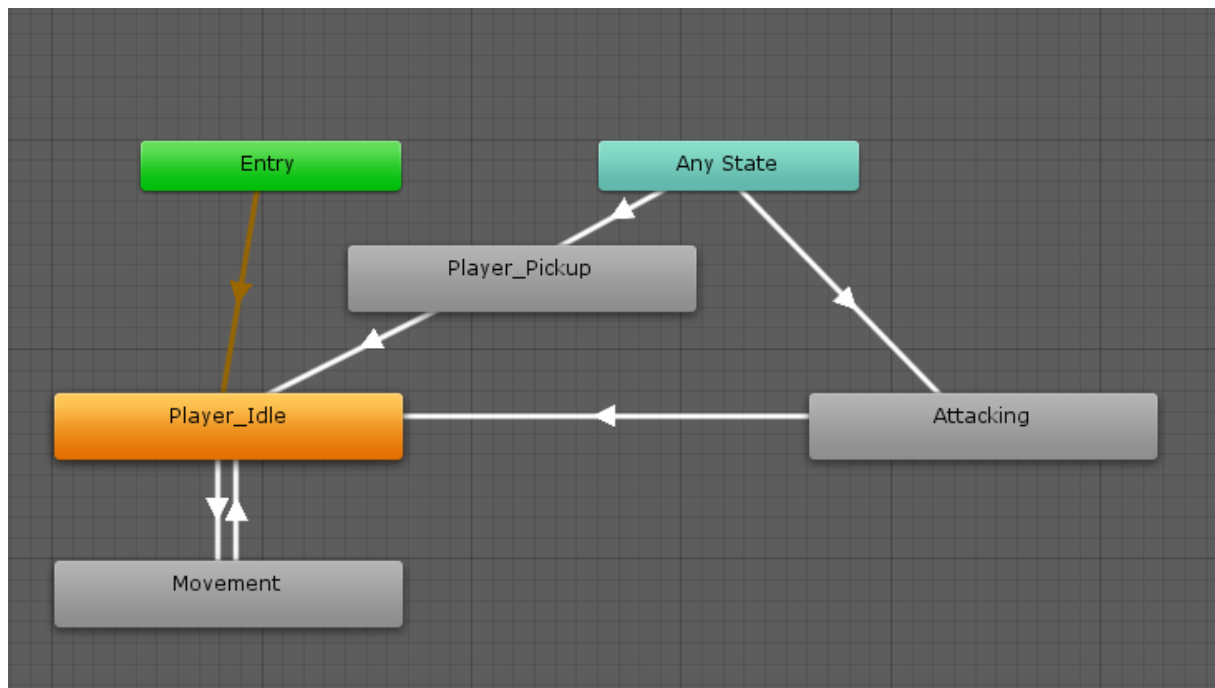 Entry
Any State
Player_Pickup
Player_Idle
Attacking
Movement